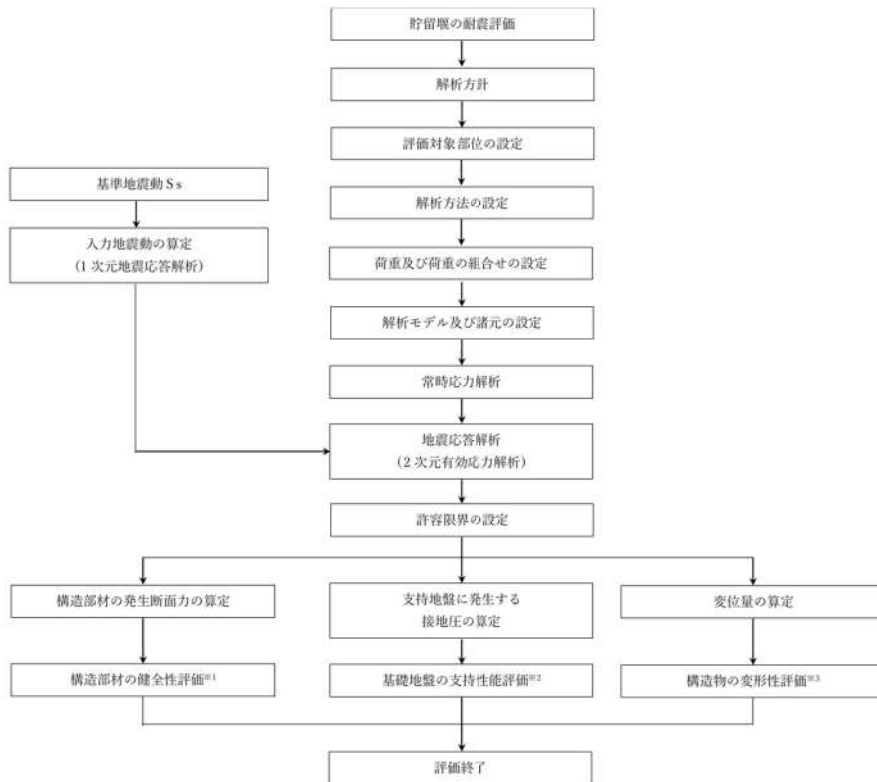 貯留堰の耐震評価
解析方針
評価対象部位の設定
基準地震動Ss
解析方法の設定
入力地震動の算定
(1次元地震応答解析)
荷重及び荷重の組合せの設定
解析モデル及び諸元の設定
常時応力解析
地震応答解析
(2次元有効応力解析)
許容限界の設定
構造部材の発生断面力の算定
支持地盤に発生する
接地圧の算定
変位量の算定
構造部材の健全性評価※1
基礎地盤の支持性能評価※2
構造物の変形性評価※3
評価終了